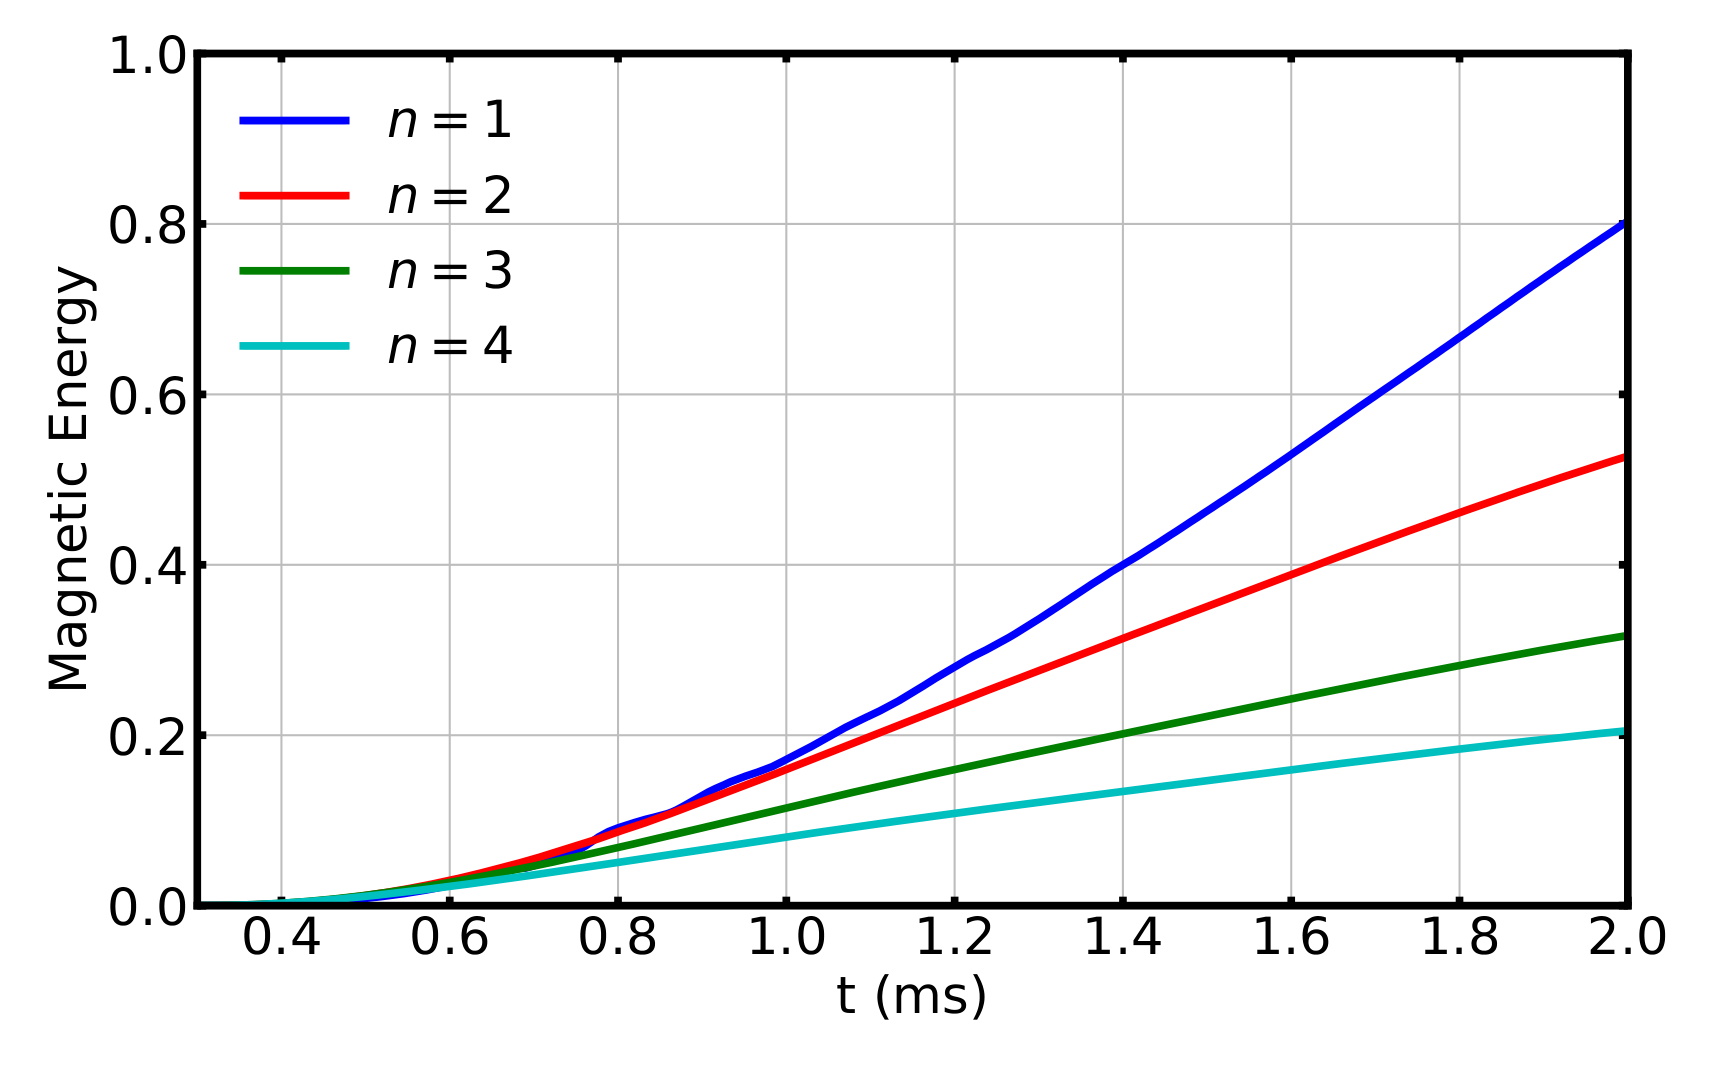 1.0
0.8
0.6
0.4
0.2
0.0
Magnetic Energy
n = 1
n = 2
n = 3
n = 4
0.4 0.6 0.8 1.0 1.2 1.4 1.6 1.8 2.0
t (ms)